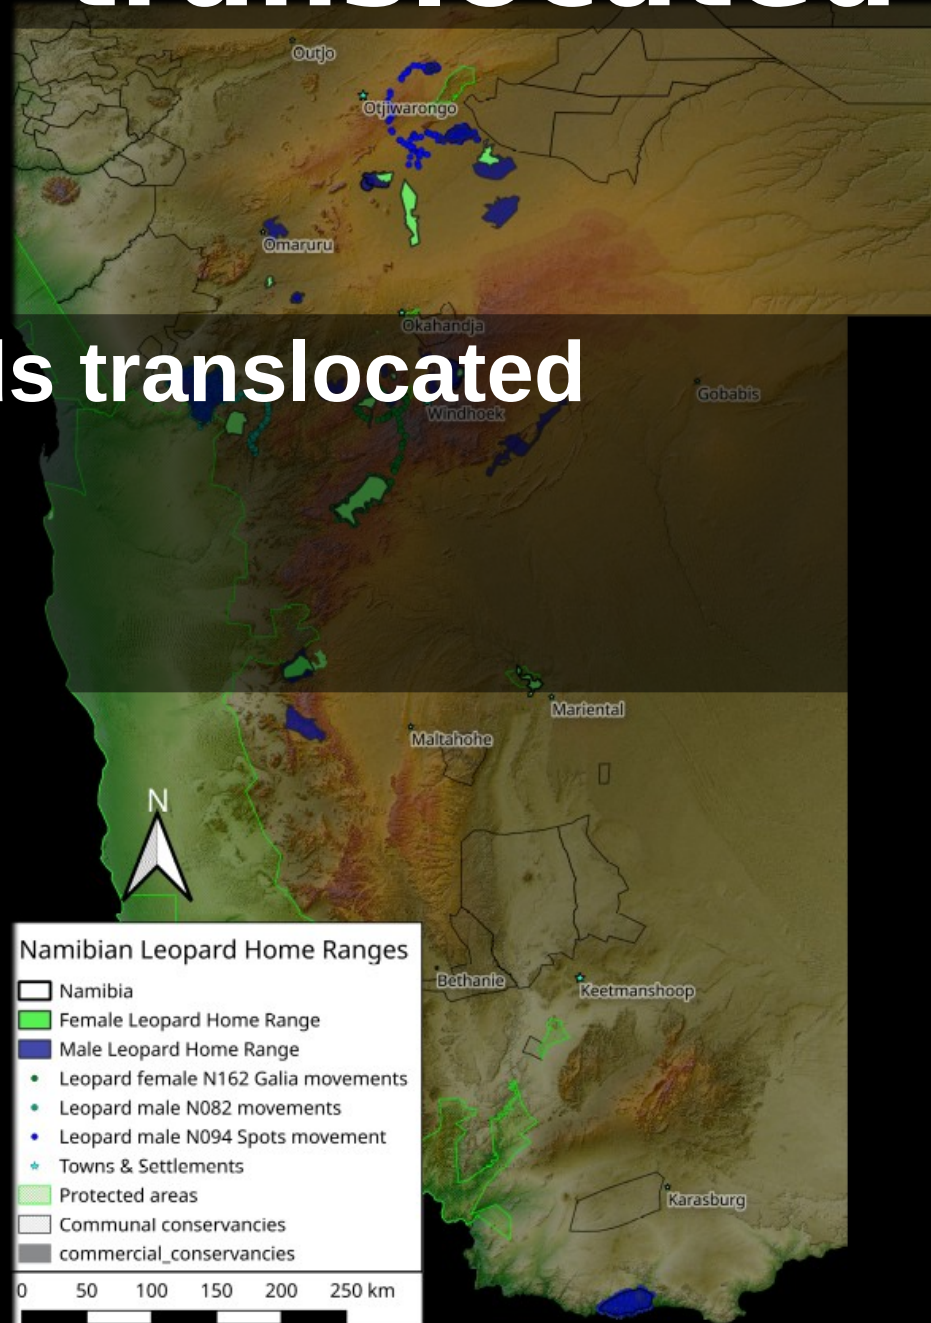 translocated
Outjo
Otjiwarongo
Omaruru
Okahandja
ls translocated
Gobabis
Windhoek
Mariental
Maltahohe
N
Namibian Leopard Home Ranges
Bethanie
Keetmanshoop
Namibia
Female Leopard Home Range
Male Leopard Home Range
Leopard female N162 Galia movements
Leopard male N082 movements
Leopard male N094 Spots movement
Towns & Settlements
Protected areas
Karasburg
Communal conservancies
commercial_conservancies
0 50 100 150 200 250 km